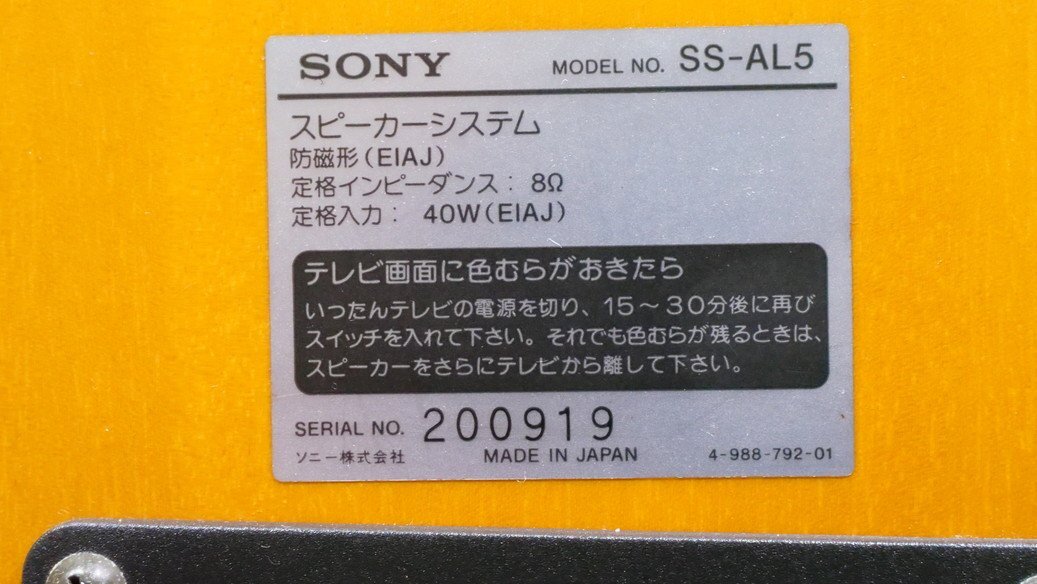 SONY MODEL NO. SS-AL5
スピーカーシステム
防磁形(EIAJ)
定格インピーダンス: 8Ω
定格入力: 40W(EIAJ)
テレビ画面に色むらがおきたら
いったんテレビの電源を切り、15〜30分後に再び
スイッチを入れて下さい。それでも色むらが残るときは、
スピーカーをさらにテレビから離して下さい。
SERIAL NO. 200919
ソニー株式会社 MADE IN JAPAN 4-988-792-01